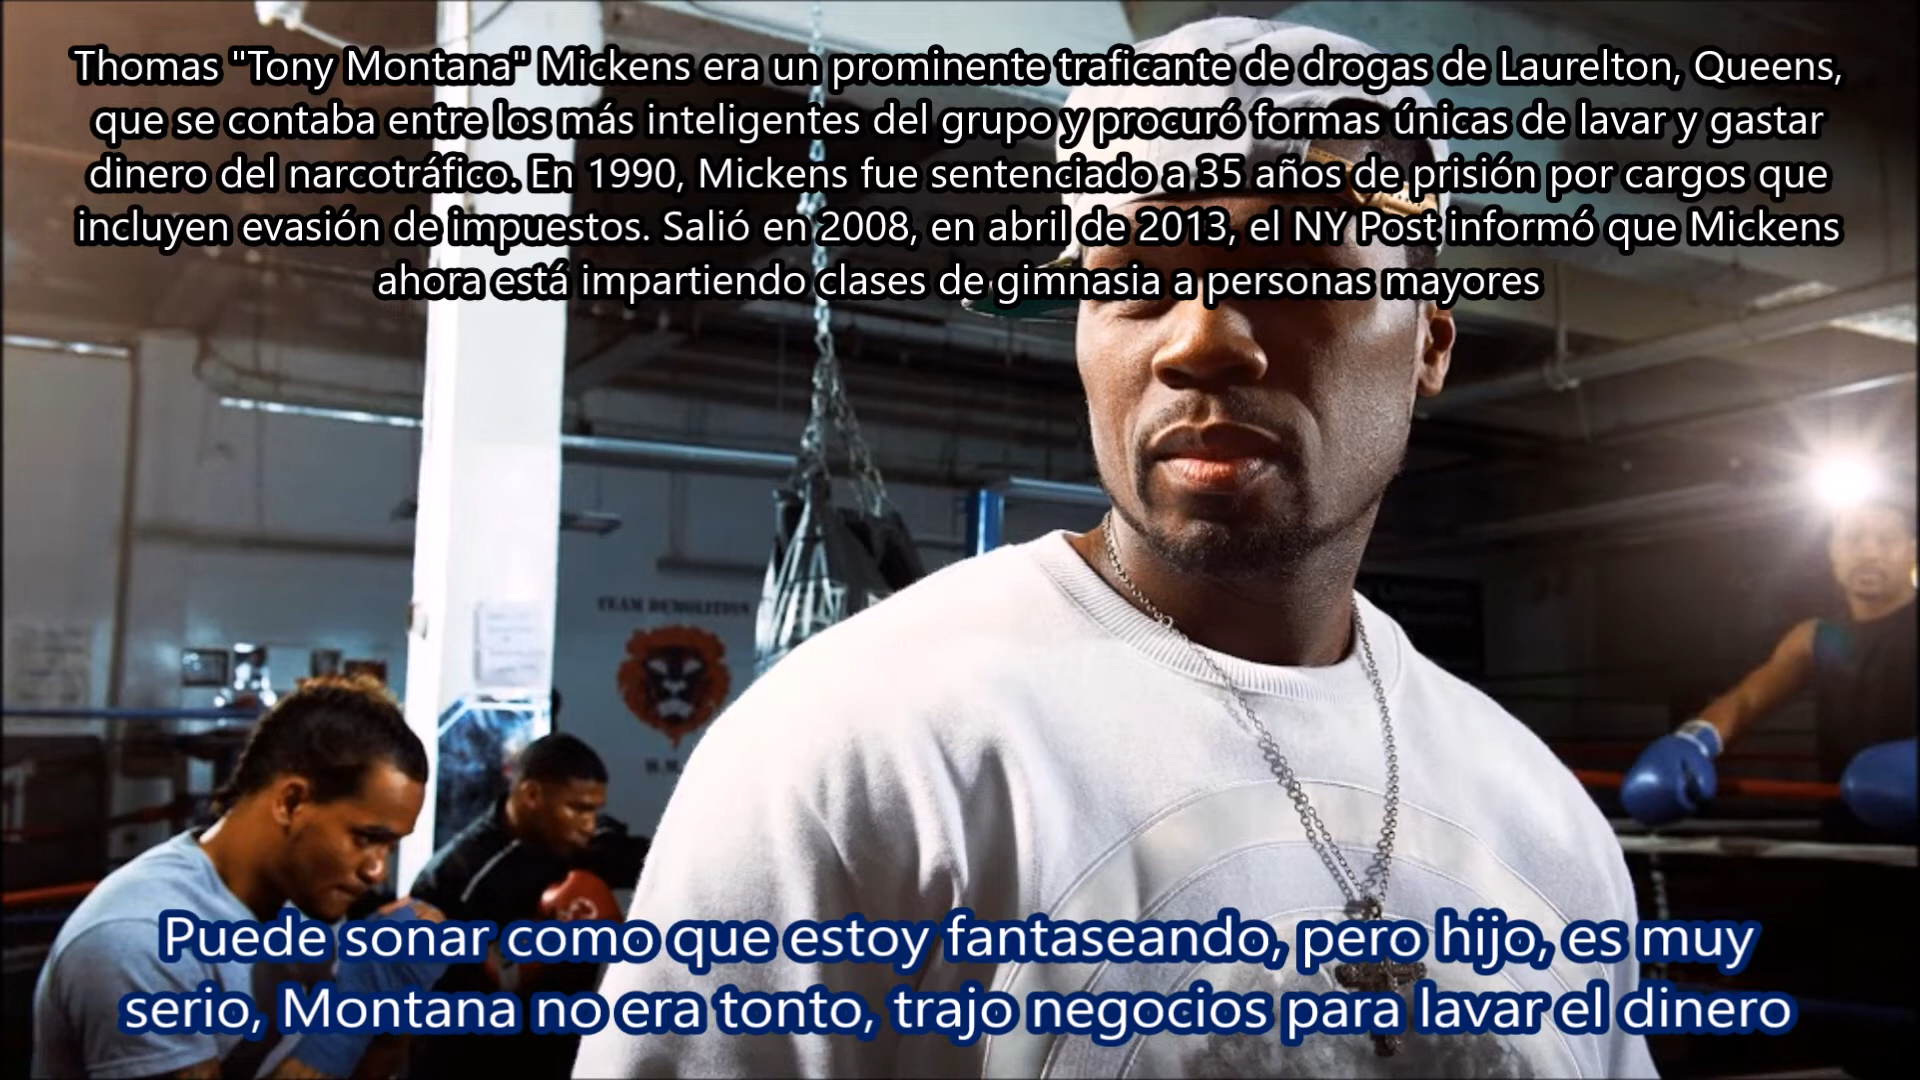 Thomas "Tony Montana" Mickens era un prominente traficante de drogas de Laurelton, Queens,
que se contaba entre los más inteligentes del grupo y procuró formas únicas de lavar y gastar
dinero del narcotráfico. En 1990, Mickens fue sentenciado a 35 años de prisión por cargos que
incluyen evasión de impuestos. Salió en 2008, en abril de 2013, el NY Post informó que Mickens
ahora está impartiendo clases de gimnasia a personas mayores
TEAM DEMOLITION
Puede sonar como que estoy fantaseando, pero hijo, es muy
serio, Montana no era tonto, trajo negocios para lavar el dinero